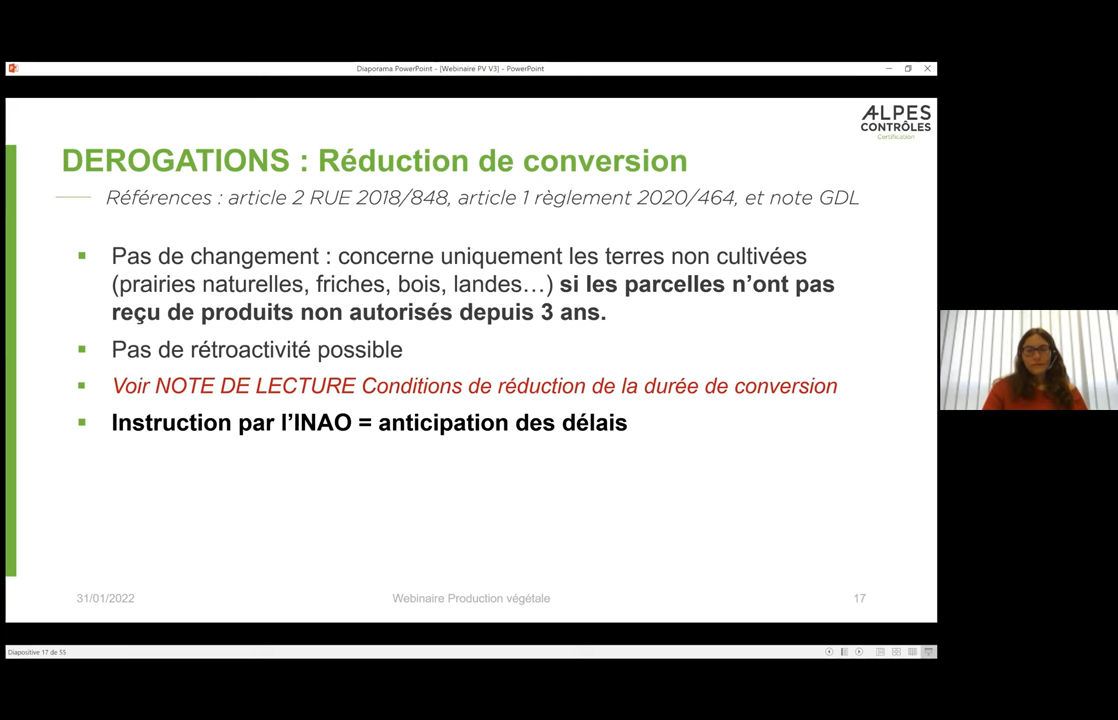 Diaporama PowerPoint - [Webinaire PV V3] - PowerPoint
ALPES
CONTRÔLES
Certification
DEROGATIONS : Réduction de conversion
Références : article 2 RUE 2018/848, article 1 règlement 2020/464, et note GDL
Pas de changement : concerne uniquement les terres non cultivées
(prairies naturelles, friches, bois, landes…) si les parcelles n’ont pas
reçu de produits non autorisés depuis 3 ans.
Pas de rétroactivité possible
Voir NOTE DE LECTURE Conditions de réduction de la durée de conversion
Instruction par l’INAO = anticipation des délais
31/01/2022
Webinaire Production végétale
17
Diapositive 17 de 55